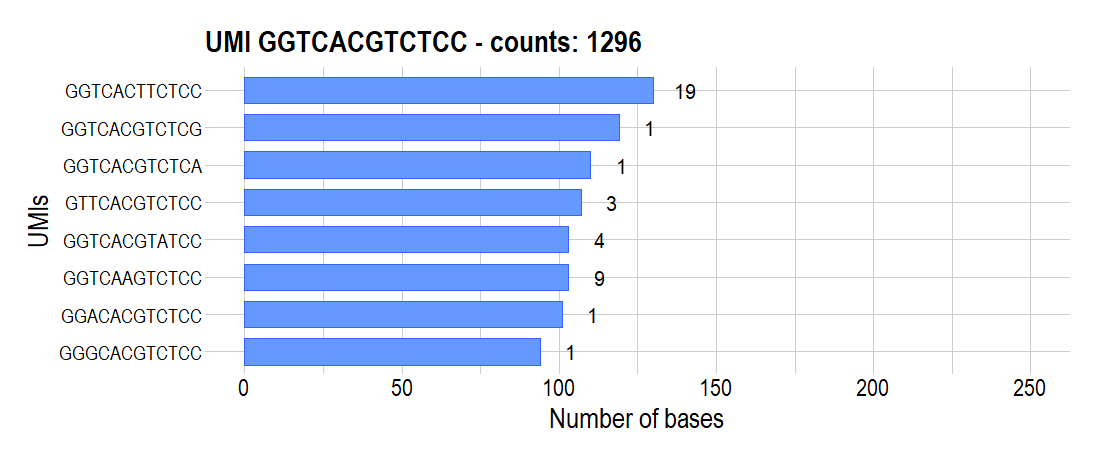 UMI GGTCACGTCTCC - counts: 1296
GGTCACTTCTCC 19
GGTCACGTCTCG 1
GGTCACGTCTCA 1
GTTCACGTCTCC 3
GGTCACGTATCC 4
GGTCAAGTCTCC 9
GGACACGTCTCC 1
GGGCACGTCTCC 1
UMIs
0 50 100 150 200 250
Number of bases